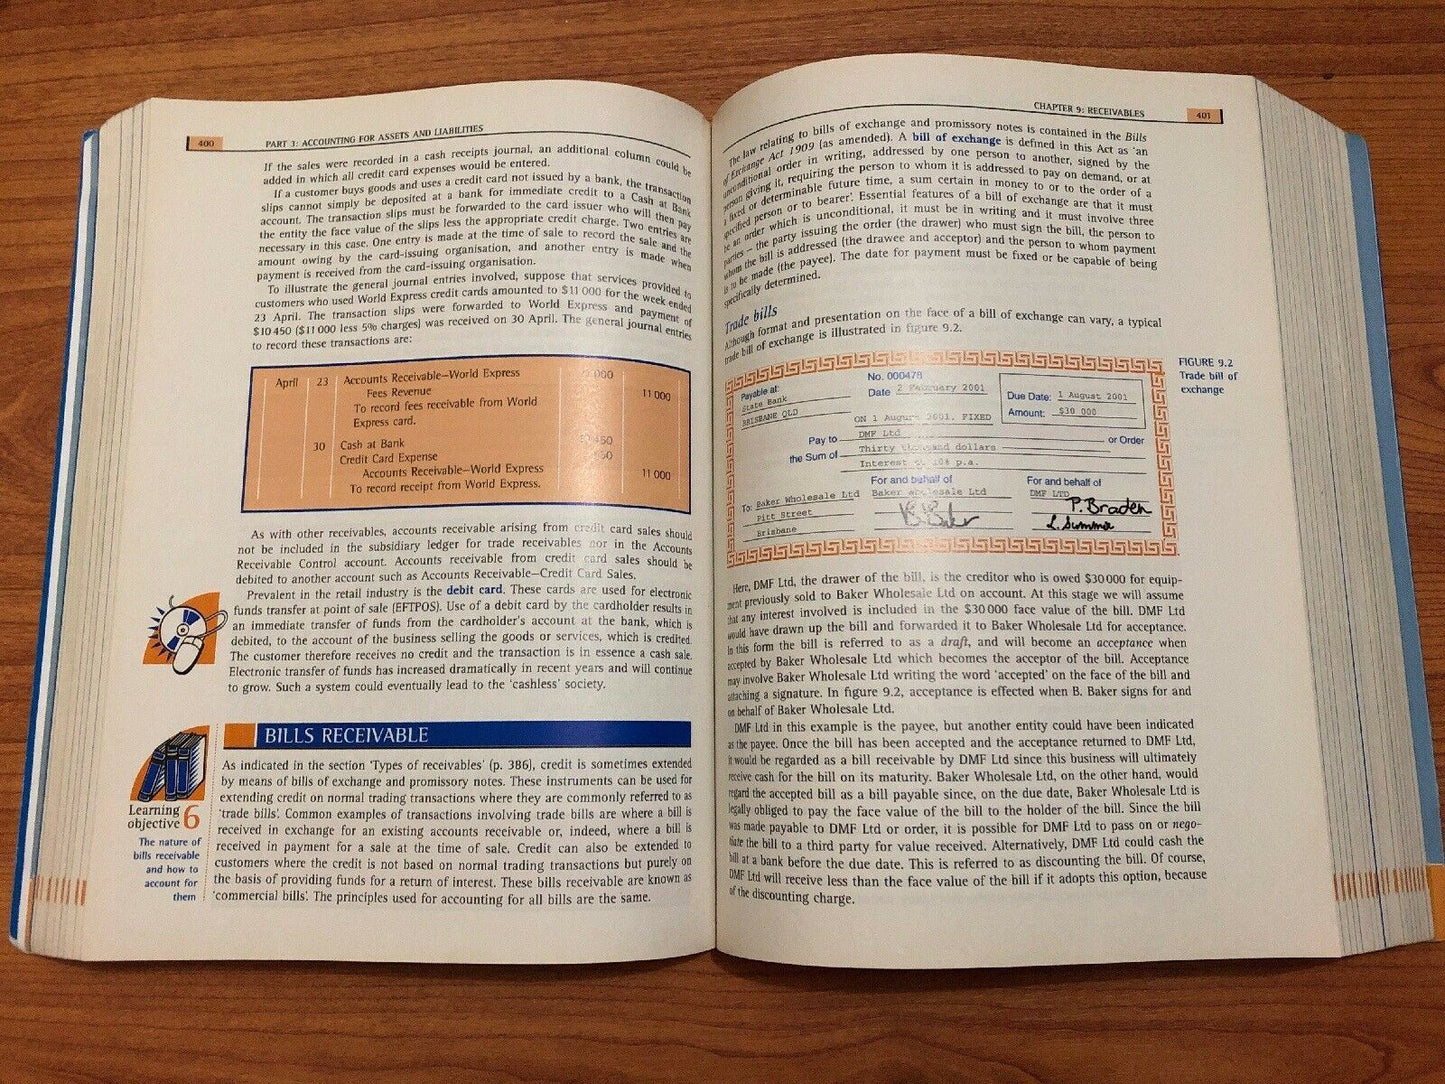 400
PART 3: ACCOUNTING FOR ASSETS AND LIABILITIES
If the sales were recorded in a cash receipts journal, an additional column could be
added in which all credit card expenses would be entered.
If a customer buys goods and uses a credit card not issued by a bank, the transaction
slips cannot simply be deposited at a bank for immediate credit to a Cash at Bank
account. The transaction slips must be forwarded to the card issuer who will then pay
the entity the face value of the slips less the appropriate credit charge. Two entries are
necessary in this case. One entry is made at the time of sale to record the sale and the
amount owing by the card-issuing organisation, and another entry is made when
payment is received from the card-issuing organisation.
To illustrate the general journal entries involved, suppose that services provided to
customers who used World Express credit cards amounted to $11 000 for the week ended
23 April. The transaction slips were forwarded to World Express and payment of
$10 450 ($11 000 less 5% charges) was received on 30 April. The general journal entries
to record these transactions are:
April 23 Accounts Receivable—World Express 000
Fees Revenue 11 000
To record fees receivable from World
Express card.
30 Cash at Bank 10 450
Credit Card Expense 50
Accounts Receivable—World Express 11 000
To record receipt from World Express.
As with other receivables, accounts receivable arising from credit card sales should
not be included in the subsidiary ledger for trade receivables nor in the Accounts
Receivable Control account. Accounts receivable from credit card sales should be
debited to another account such as Accounts Receivable—Credit Card Sales.
Prevalent in the retail industry is the debit card. These cards are used for electronic
funds transfer at point of sale (EFTPOS). Use of a debit card by the cardholder results in
an immediate transfer of funds from the cardholder's account at the bank, which is
debited, to the account of the business selling the goods or services, which is credited.
The customer therefore receives no credit and the transaction is in essence a cash sale.
Electronic transfer of funds has increased dramatically in recent years and will continue
to grow. Such a system could eventually lead to the 'cashless' society.
BILLS RECEIVABLE
Learning
objective 6
The nature of
bills receivable
and how to
account for
them
As indicated in the section 'Types of receivables' (p. 386), credit is sometimes extended
by means of bills of exchange and promissory notes. These instruments can be used for
extending credit on normal trading transactions where they are commonly referred to as
'trade bills'. Common examples of transactions involving trade bills are where a bill is
received in exchange for an existing accounts receivable or, indeed, where a bill is
received in payment for a sale at the time of sale. Credit can also be extended to
customers where the credit is not based on normal trading transactions but purely on
the basis of providing funds for a return of interest. These bills receivable are known as
'commercial bills'. The principles used for accounting for all bills are the same.
CHAPTER 9: RECEIVABLES
401
The law relating to bills of exchange and promissory notes is contained in the Bills
of Exchange Act 1909 (as amended). A bill of exchange is defined in this Act as 'an
unconditional order in writing, addressed by one person to another, signed by the
person giving it, requiring the person to whom it is addressed to pay on demand, or at
a fixed or determinable future time, a sum certain in money to or to the order of a
specified person or to bearer'. Essential features of a bill of exchange are that it must
be an order which is unconditional, it must be in writing and it must involve three
parties – the party issuing the order (the drawer) who must sign the bill, the person to
whom the bill is addressed (the drawee and acceptor) and the person to whom payment
is to be made (the payee). The date for payment must be fixed or be capable of being
specifically determined.
Trade bills
Although format and presentation on the face of a bill of exchange can vary, a typical
trade bill of exchange is illustrated in figure 9.2.
FIGURE 9.2
Trade bill of
exchange
Payable at:
State Bank
BRISBANE QLD
No. 000478
Date 2 February 2001
Due Date: 1 August 2001
Amount: $30 000
ON 1 August 2001, FIXED
Pay to DMF Ltd or Order
the Sum of Thirty thousand dollars
Interest 10% p.a.
For and behalf of For and behalf of
To: Baker Wholesale Ltd Baker Wholesale Ltd DMF LTD
Pitt Street B. Baker P. Braden
Brisbane L. Summa
Here, DMF Ltd, the drawer of the bill, is the creditor who is owed $30 000 for equip-
ment previously sold to Baker Wholesale Ltd on account. At this stage we will assume
that any interest involved is included in the $30 000 face value of the bill. DMF Ltd
would have drawn up the bill and forwarded it to Baker Wholesale Ltd for acceptance.
In this form the bill is referred to as a draft, and will become an acceptance when
accepted by Baker Wholesale Ltd which becomes the acceptor of the bill. Acceptance
may involve Baker Wholesale Ltd writing the word 'accepted' on the face of the bill and
attaching a signature. In figure 9.2, acceptance is effected when B. Baker signs for and
on behalf of Baker Wholesale Ltd.
DMF Ltd in this example is the payee, but another entity could have been indicated
as the payee. Once the bill has been accepted and the acceptance returned to DMF Ltd,
it would be regarded as a bill receivable by DMF Ltd since this business will ultimately
receive cash for the bill on its maturity. Baker Wholesale Ltd, on the other hand, would
regard the accepted bill as a bill payable since, on the due date, Baker Wholesale Ltd is
legally obliged to pay the face value of the bill to the holder of the bill. Since the bill
was made payable to DMF Ltd or order, it is possible for DMF Ltd to pass on or nego-
tiate the bill to a third party for value received. Alternatively, DMF Ltd could cash the
bill at a bank before the due date. This is referred to as discounting the bill. Of course,
DMF Ltd will receive less than the face value of the bill if it adopts this option, because
of the discounting charge.